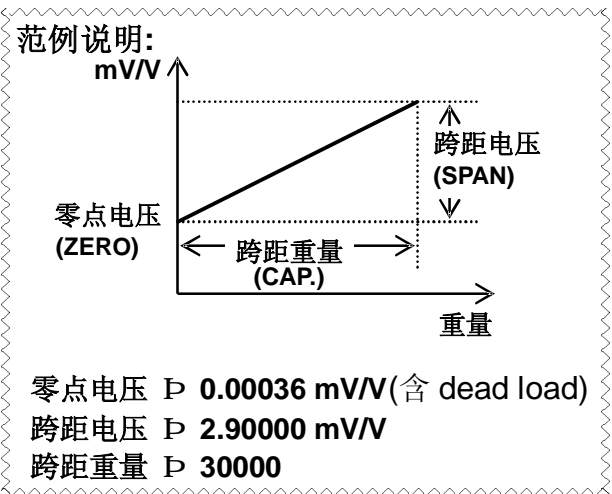 范例说明:
mV/V
跨距电压
(SPAN)
零点电压
(ZERO)
跨距重量
(CAP.)
重量
零点电压 Þ 0.00036 mV/V(含 dead load)
跨距电压 Þ 2.90000 mV/V
跨距重量 Þ 30000